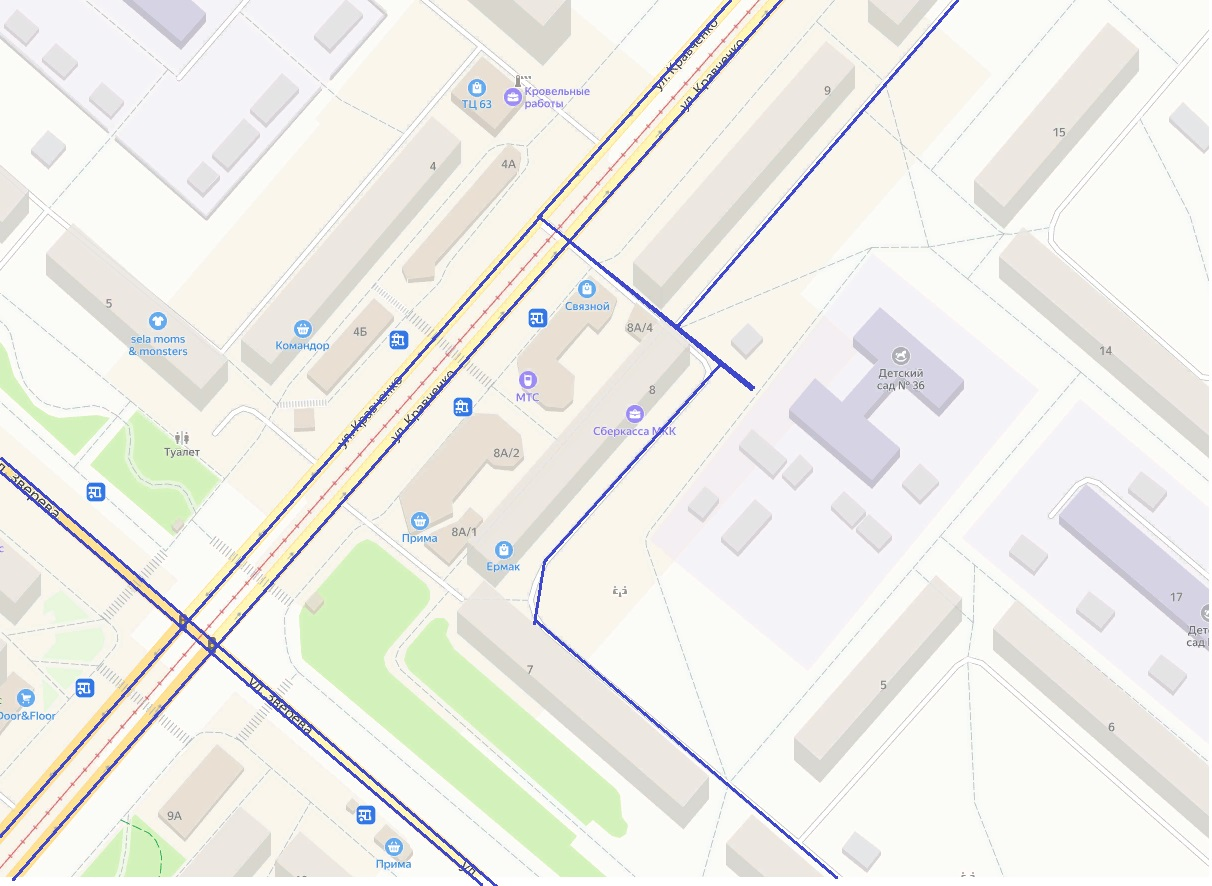 ул. Кравченко
ул. Кравченко
9
ТЦ 63
Кровельные
работы
4
4А
15
5
sela moms
& monsters
Командор
4Б
Связной
8А/4
14
Детский
сад № 36
МТС
8
Сберкасса МКК
ул. Кравченко
ул. Кравченко
Туалет
8А/2
Зверева
Прима
8А/1
Ермак
17
7
5
6
ул. Зверева
Door&Floor
9А
Прима
ул.